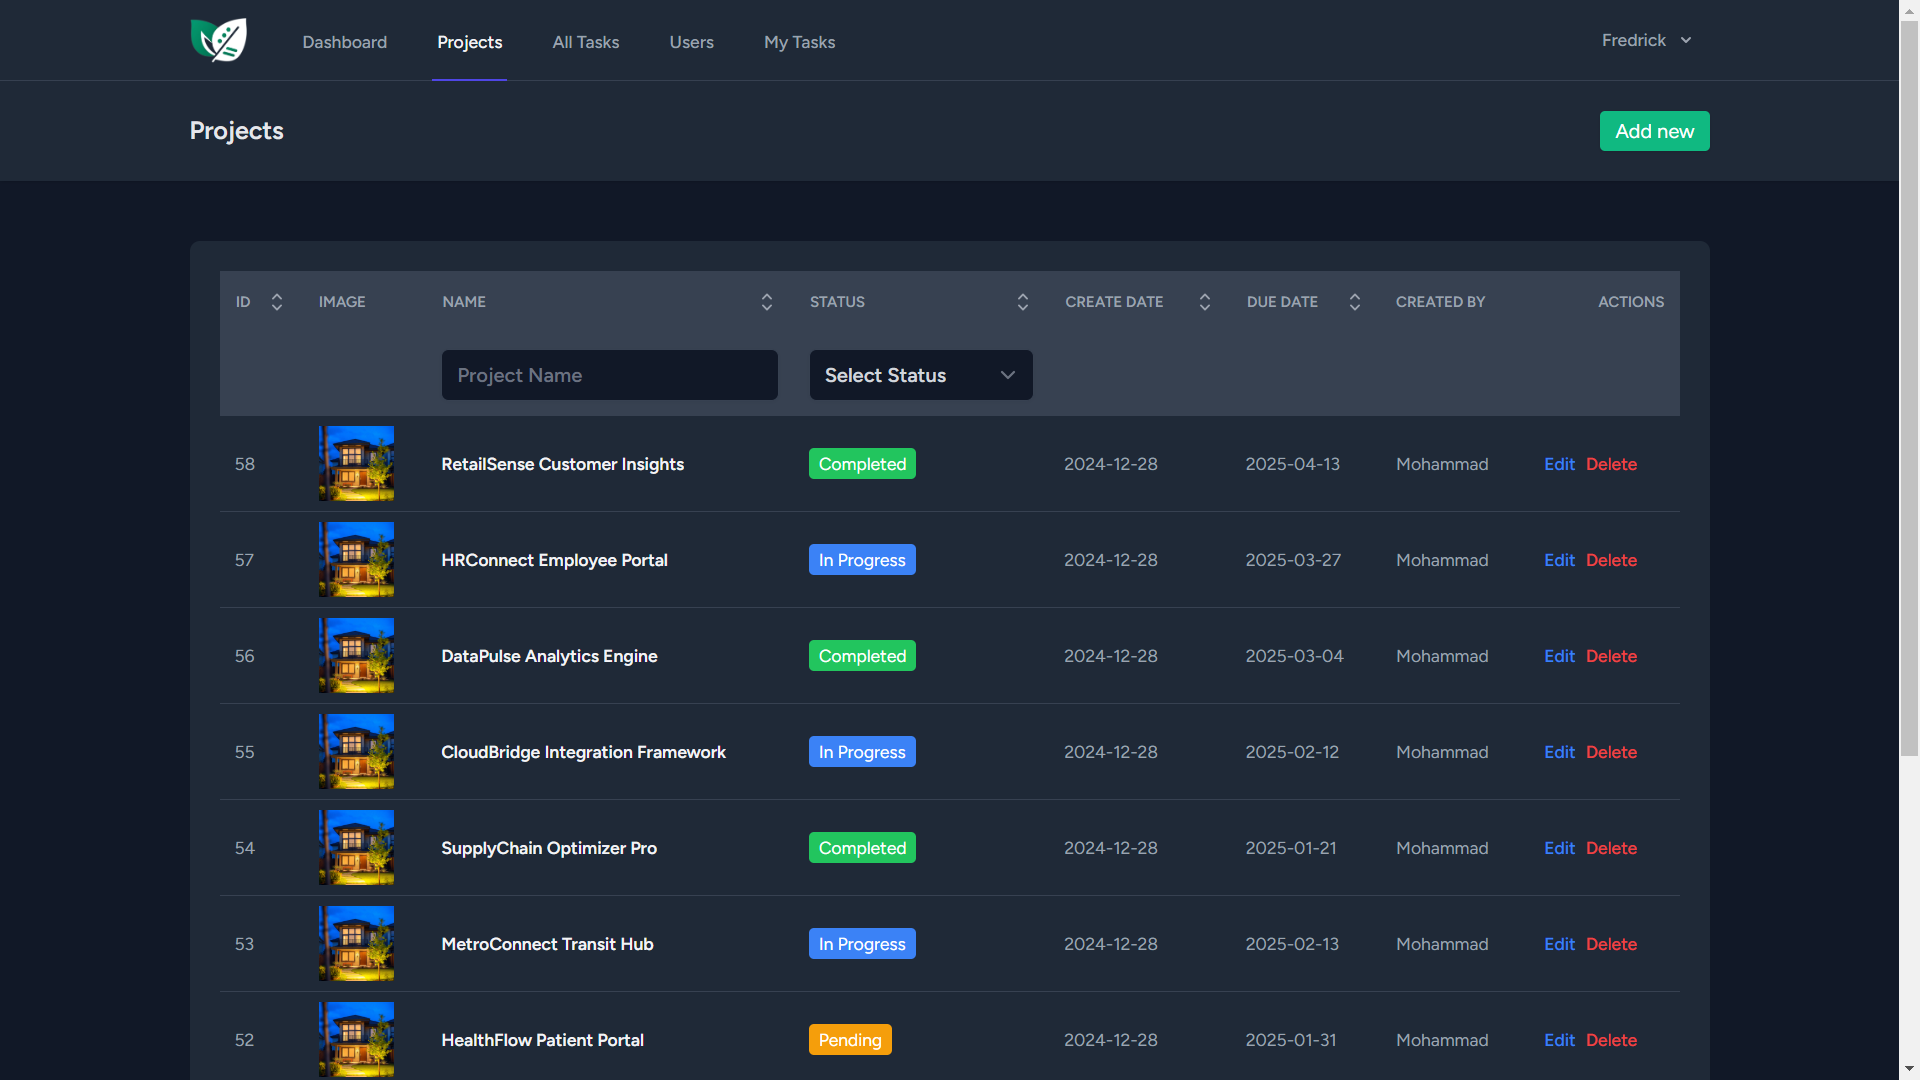 Dashboard Projects All Tasks Users My Tasks Fredrick
Projects Add new
ID IMAGE NAME STATUS CREATE DATE DUE DATE CREATED BY ACTIONS
Project Name Select Status
58 RetailSense Customer Insights Completed 2024-12-28 2025-04-13 Mohammad Edit Delete
57 HRConnect Employee Portal In Progress 2024-12-28 2025-03-27 Mohammad Edit Delete
56 DataPulse Analytics Engine Completed 2024-12-28 2025-03-04 Mohammad Edit Delete
55 CloudBridge Integration Framework In Progress 2024-12-28 2025-02-12 Mohammad Edit Delete
54 SupplyChain Optimizer Pro Completed 2024-12-28 2025-01-21 Mohammad Edit Delete
53 MetroConnect Transit Hub In Progress 2024-12-28 2025-02-13 Mohammad Edit Delete
52 HealthFlow Patient Portal Pending 2024-12-28 2025-01-31 Mohammad Edit Delete